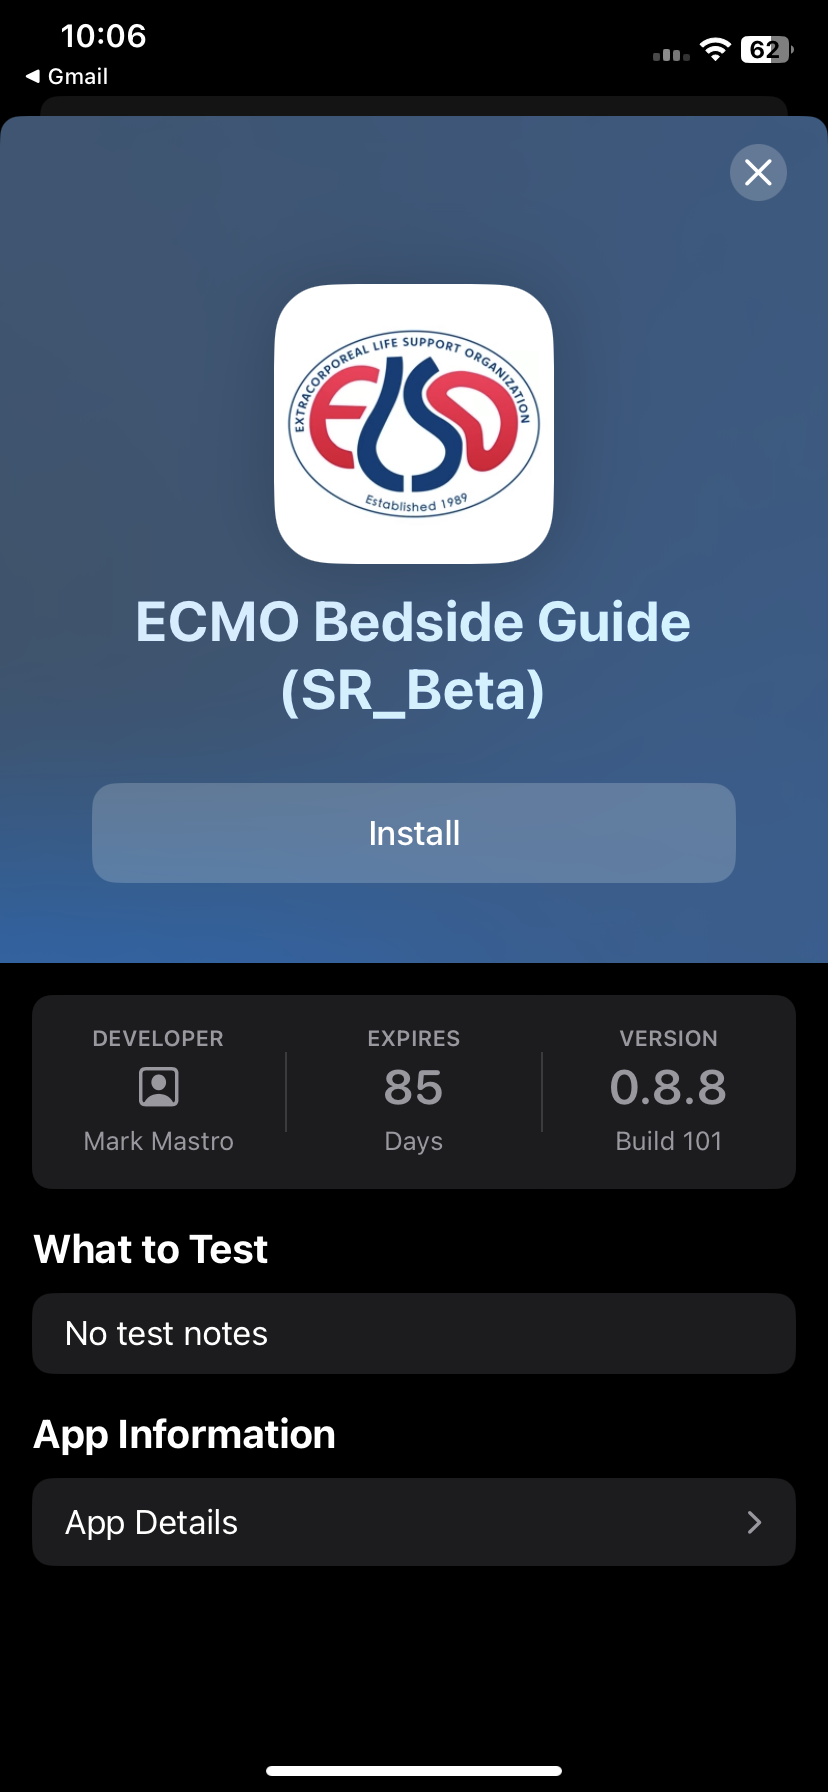 10:06
62
◀ Gmail
EXTRACORPOREAL LIFE SUPPORT ORGANIZATION
ELSO
Established 1989
ECMO Bedside Guide
(SR_Beta)
Install
DEVELOPER
Mark Mastro
EXPIRES
85
Days
VERSION
0.8.8
Build 101
What to Test
No test notes
App Information
App Details